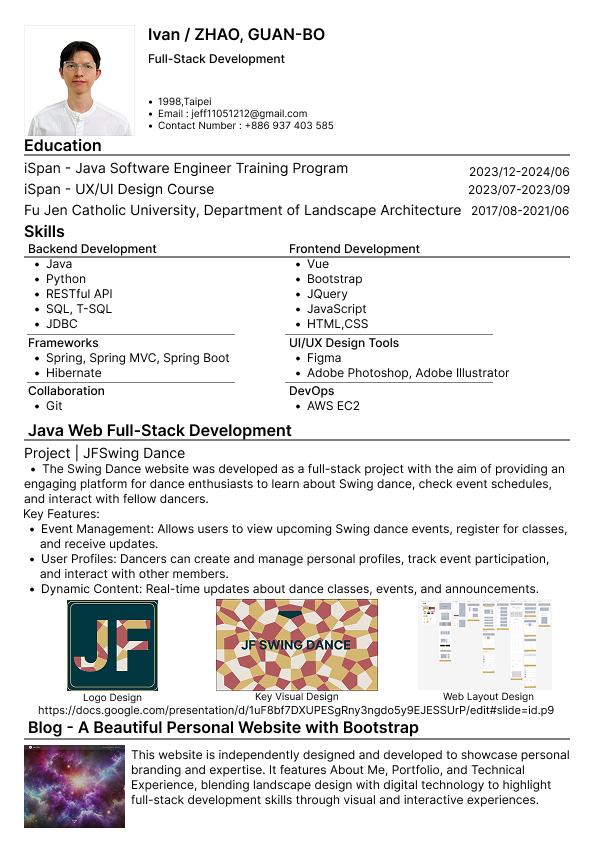 Ivan / ZHAO, GUAN-BO
Full-Stack Development
• 1998,Taipei
• Email : jeff11051212@gmail.com
• Contact Number : +886 937 403 585
Education
iSpan - Java Software Engineer Training Program 2023/12-2024/06
iSpan - UX/UI Design Course 2023/07-2023/09
Fu Jen Catholic University, Department of Landscape Architecture 2017/08-2021/06
Skills
Backend Development
• Java
• Python
• RESTful API
• SQL, T-SQL
• JDBC
Frameworks
• Spring, Spring MVC, Spring Boot
• Hibernate
Collaboration
• Git
Frontend Development
• Vue
• Bootstrap
• JQuery
• JavaScript
• HTML,CSS
UI/UX Design Tools
• Figma
• Adobe Photoshop, Adobe Illustrator
DevOps
• AWS EC2
Java Web Full-Stack Development
Project | JFSwing Dance
• The Swing Dance website was developed as a full-stack project with the aim of providing an
engaging platform for dance enthusiasts to learn about Swing dance, check event schedules,
and interact with fellow dancers.
Key Features:
• Event Management: Allows users to view upcoming Swing dance events, register for classes,
and receive updates.
• User Profiles: Dancers can create and manage personal profiles, track event participation,
and interact with other members.
• Dynamic Content: Real-time updates about dance classes, events, and announcements.
JF
JF SWING DANCE
Logo Design
Key Visual Design
Web Layout Design
https://docs.google.com/presentation/d/1uF8bf7DXUPESgRny3ngdo5y9EJESSUrP/edit#slide=id.p9
Blog - A Beautiful Personal Website with Bootstrap
This website is independently designed and developed to showcase personal
branding and expertise. It features About Me, Portfolio, and Technical
Experience, blending landscape design with digital technology to highlight
full-stack development skills through visual and interactive experiences.